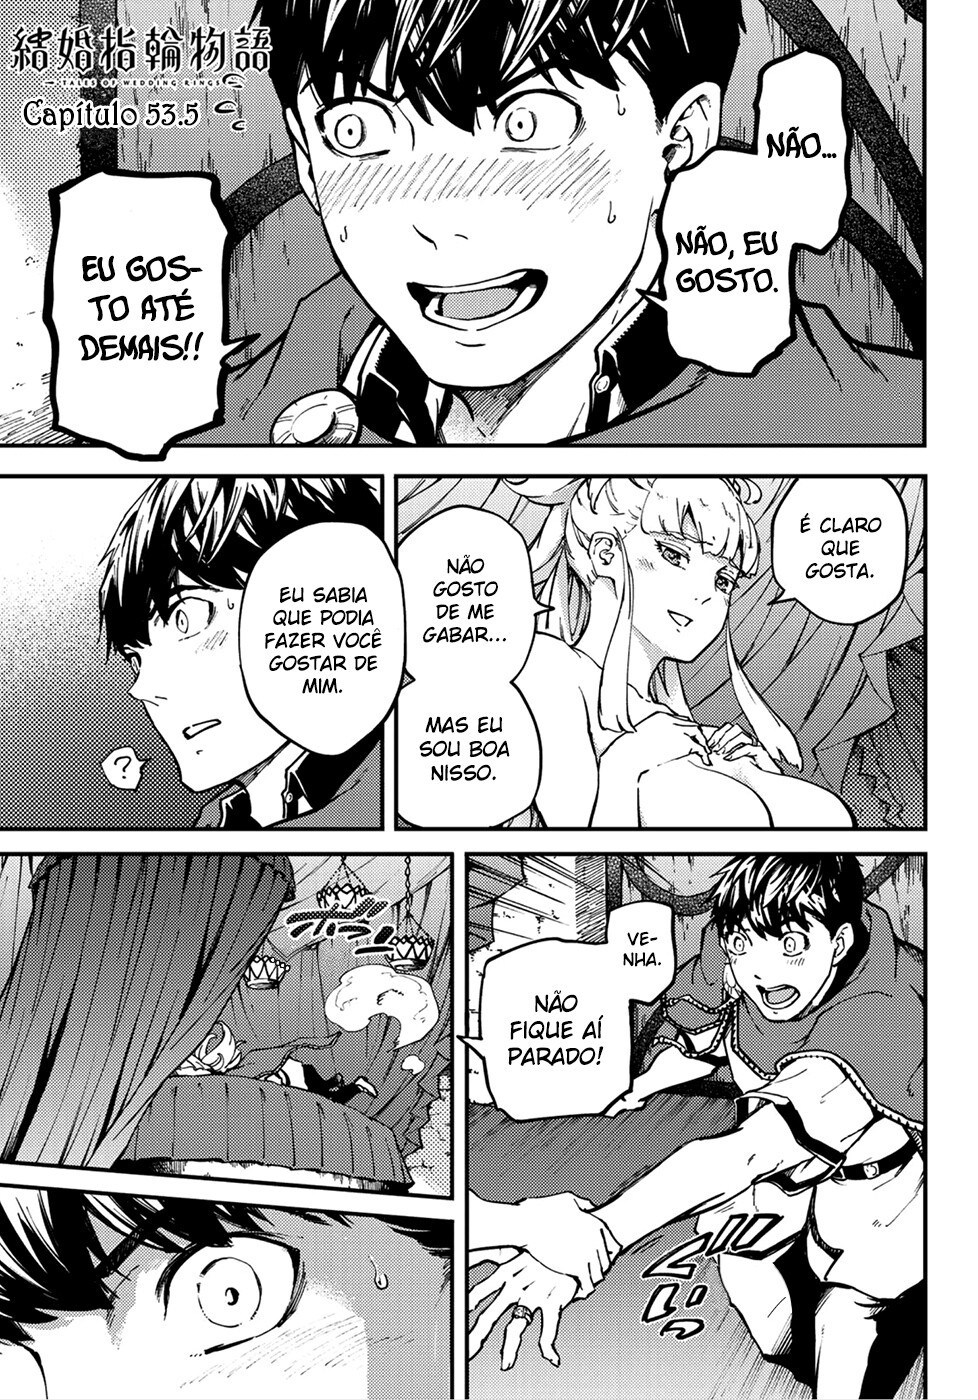 結婚指輪物語
TALES OF WEDDING RINGS
Capítulo 53.5
NÃO...
NÃO, EU
GOSTO.
EU GOS-
TO ATÉ
DEMAIS!!
É CLARO
QUE
GOSTA.
NÃO
GOSTO
DE ME
GABAR...
MAS EU
SOU BOA
NISSO.
EU SABIA
QUE PODIA
FAZER VOCÊ
GOSTAR DE
MIM.
?
VE-
NHA.
NÃO
FIQUE AÍ
PARADO!